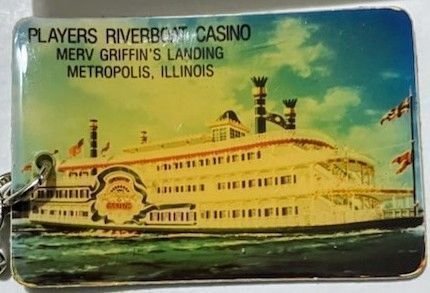 PLAYERS RIVERBOAT CASINO
MERV GRIFFIN'S LANDING
METROPOLIS, ILLINOIS